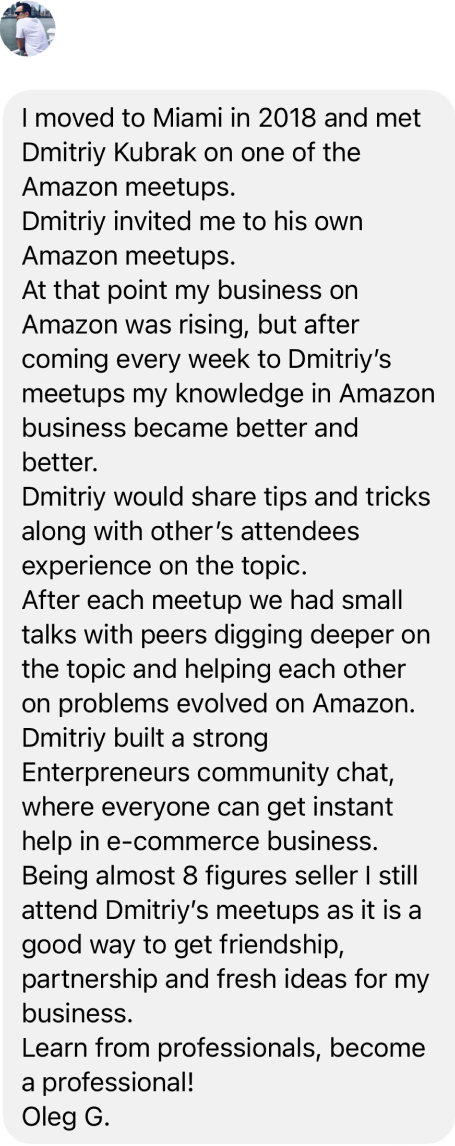 I moved to Miami in 2018 and met
Dmitriy Kubrak on one of the
Amazon meetups.
Dmitriy invited me to his own
Amazon meetups.
At that point my business on
Amazon was rising, but after
coming every week to Dmitriy’s
meetups my knowledge in Amazon
business became better and
better.
Dmitriy would share tips and tricks
along with other’s attendees
experience on the topic.
After each meetup we had small
talks with peers digging deeper on
the topic and helping each other
on problems evolved on Amazon.
Dmitriy built a strong
Enterpreneurs community chat,
where everyone can get instant
help in e-commerce business.
Being almost 8 figures seller I still
attend Dmitriy’s meetups as it is a
good way to get friendship,
partnership and fresh ideas for my
business.
Learn from professionals, become
a professional!
Oleg G.